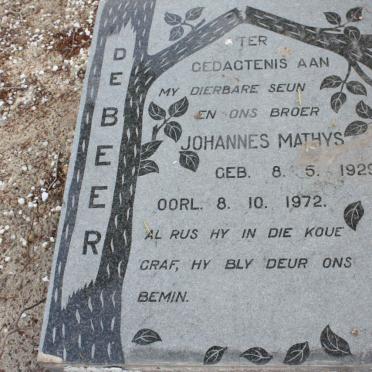 DE BEER
TER
GEDAGTENIS AAN
MY DIERBARE SEUN
EN ONS BROER
JOHANNES MATHYS
GEB. 8. 5. 1929
OORL. 8. 10. 1972.
AL RUS HY IN DIE KOUE
GRAF, HY BLY DEUR ONS
BEMIN.